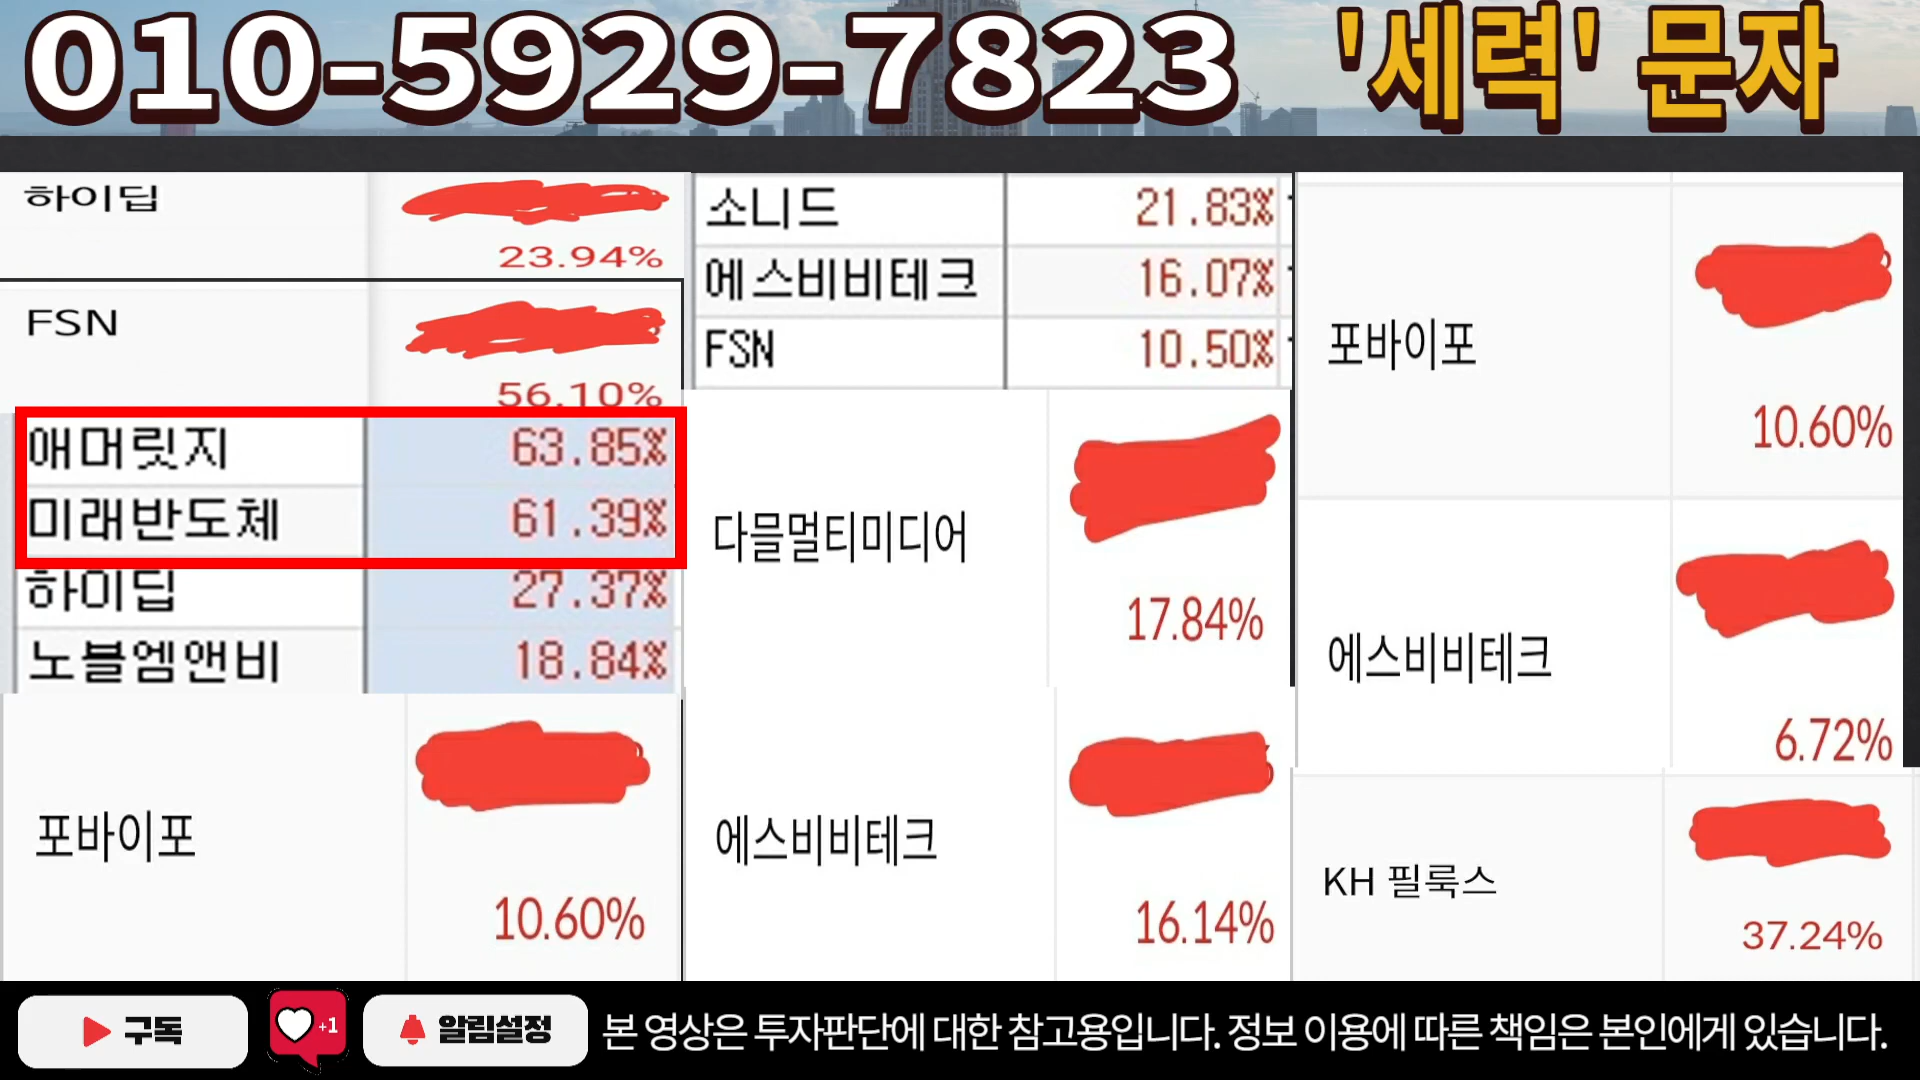 010-5929-7823 '세력' 문자
하이딥
23.94%
FSN
56.10%
애머릿지
63.85%
미래반도체
61.39%
하이딥
27.37%
노블엠앤비
18.84%
포바이포
10.60%
소니드
21.83%
에스비비테크
16.07%
FSN
10.50%
다믈멀티미디어
17.84%
에스비비테크
16.14%
포바이포
10.60%
에스비비테크
6.72%
KH 필룩스
37.24%
구독
+1
알림설정
본 영상은 투자판단에 대한 참고용입니다. 정보 이용에 따른 책임은 본인에게 있습니다.